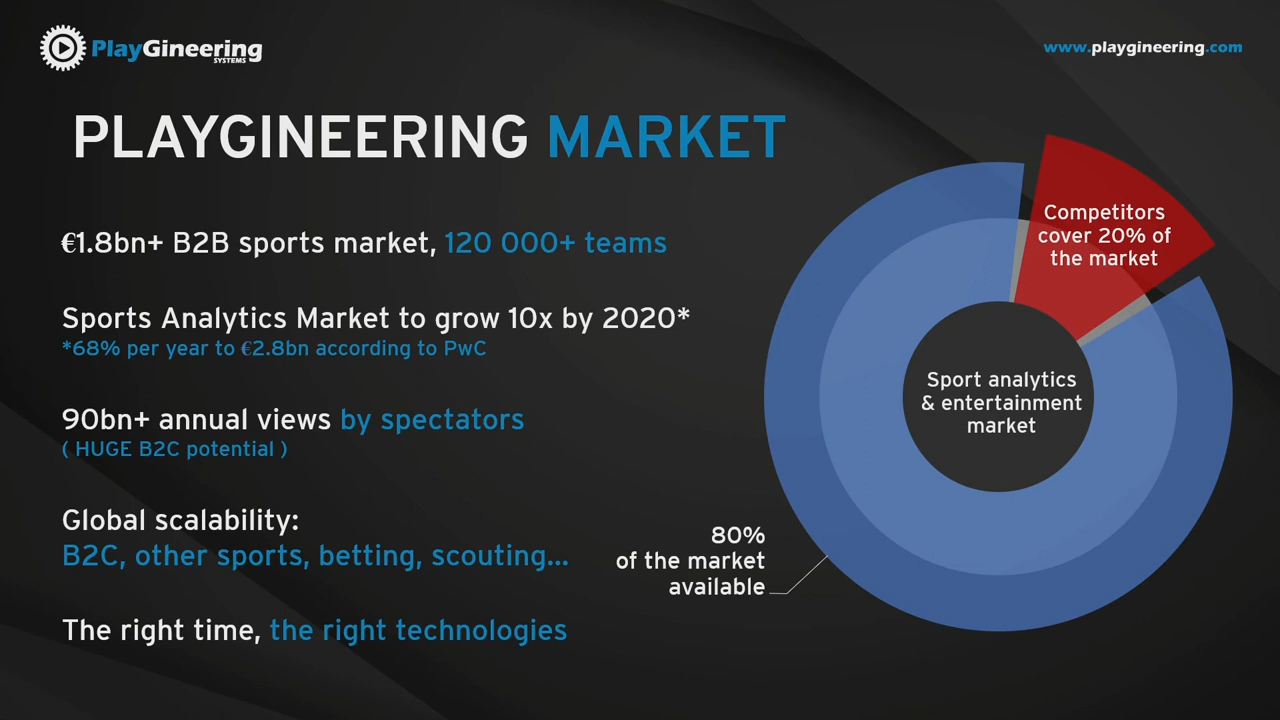 PlayGineering
SYSTEMS
www.playgineering.com
PLAYGINEERING MARKET
€1.8bn+ B2B sports market, 120 000+ teams
Sports Analytics Market to grow 10x by 2020*
*68% per year to €2.8bn according to PwC
90bn+ annual views by spectators
( HUGE B2C potential )
Global scalability:
B2C, other sports, betting, scouting...
The right time, the right technologies
Competitors
cover 20% of
the market
Sport analytics
& entertainment
market
80%
of the market
available